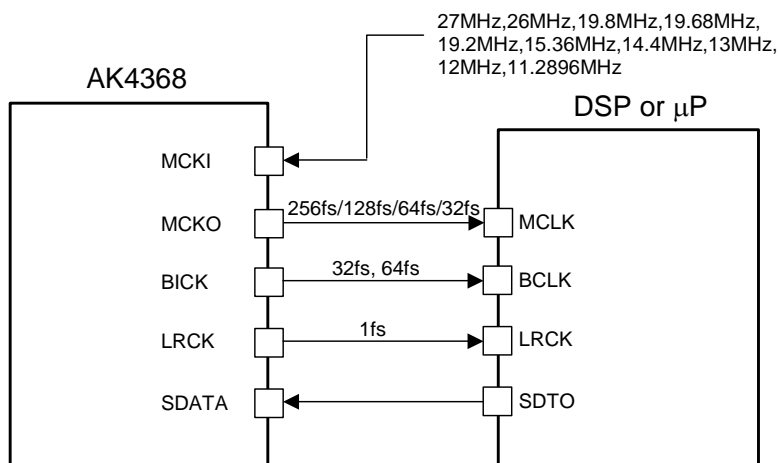 27MHz,26MHz,19.8MHz,19.68MHz,
19.2MHz,15.36MHz,14.4MHz,13MHz,
12MHz,11.2896MHz
AK4368
DSP or μP
MCKI
MCKO
256fs/128fs/64fs/32fs
MCLK
BICK
32fs, 64fs
BCLK
LRCK
1fs
LRCK
SDATA
SDTO